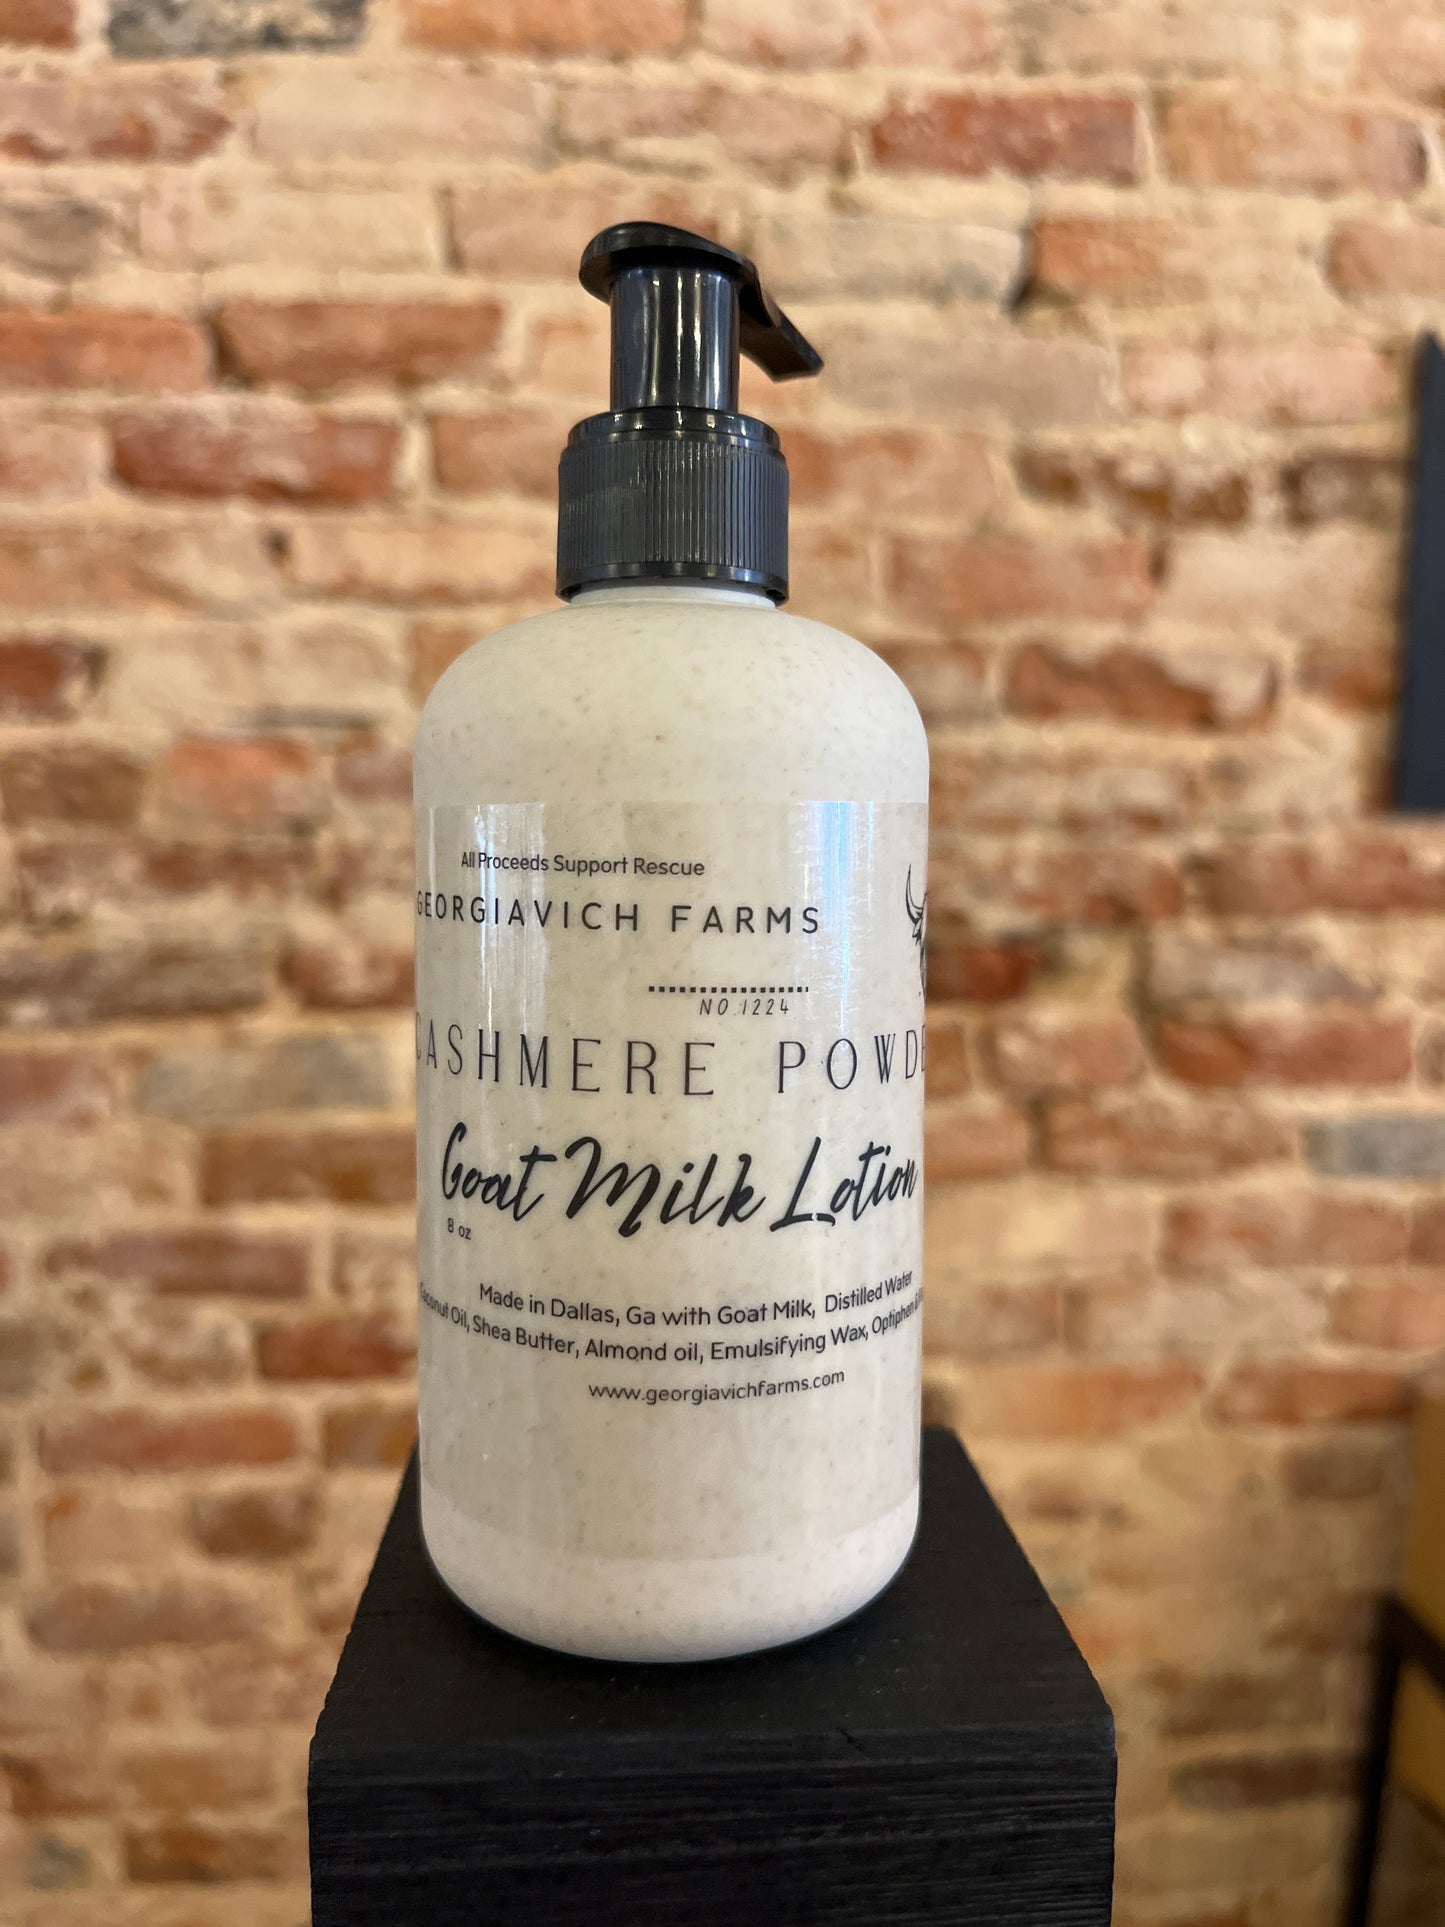 All Proceeds Support Rescue
GEORGIAVICH FARMS
NO.1224
CASHMERE POWDE
Goat Milk Lotion
8 oz
Made in Dallas, Ga with Goat Milk, Distilled Water
Coconut Oil, Shea Butter, Almond oil, Emulsifying Wax, Optiphen &
www.georgiavichfarms.com